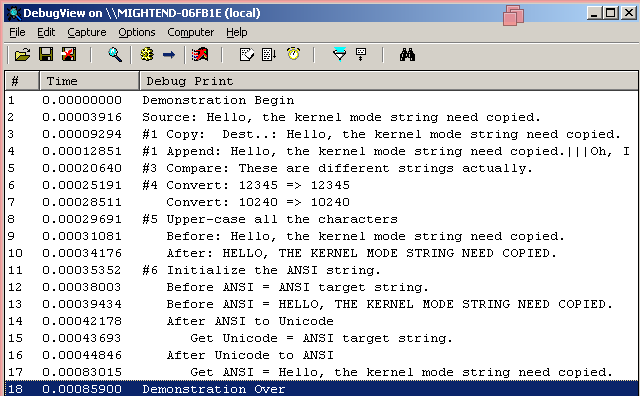 DebugView on \\MIGHTEND-06FB1E (local)
File Edit Capture Options Computer Help
# Time Debug Print
1 0.00000000 Demonstration Begin
2 0.00003916 Source: Hello, the kernel mode string need copied.
3 0.00009294 #1 Copy: Dest..: Hello, the kernel mode string need copied.
4 0.00012851 #1 Append: Hello, the kernel mode string need copied.|||Oh, I
5 0.00020640 #3 Compare: These are different strings actually.
6 0.00025191 #4 Convert: 12345 => 12345
7 0.00028511 Convert: 10240 => 10240
8 0.00029691 #5 Upper-case all the characters
9 0.00031081 Before: Hello, the kernel mode string need copied.
10 0.00034176 After: HELLO, THE KERNEL MODE STRING NEED COPIED.
11 0.00035352 #6 Initialize the ANSI string.
12 0.00038003 Before ANSI = ANSI target string.
13 0.00039434 Before ANSI = HELLO, THE KERNEL MODE STRING NEED COPIED.
14 0.00042178 After ANSI to Unicode
15 0.00043693 Get Unicode = ANSI target string.
16 0.00044846 After Unicode to ANSI
17 0.00083015 Get ANSI = Hello, the kernel mode string need copied.
18 0.00085900 Demonstration Over